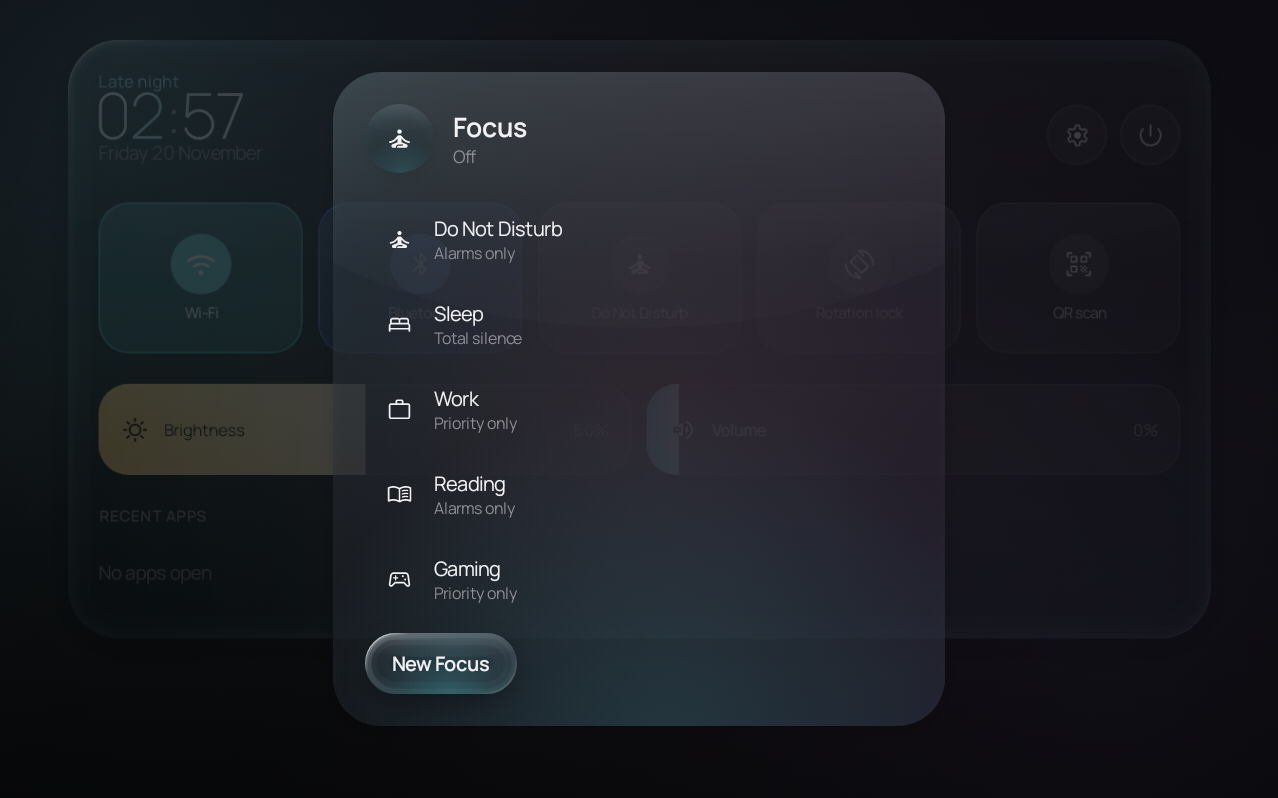 Late night
02:57
Friday 20 November
Focus
Off
Do Not Disturb
Alarms only
Sleep
Total silence
Work
Priority only
Reading
Alarms only
Gaming
Priority only
New Focus
Wi-Fi
Bluetooth
Do Not Disturb
Rotation lock
QR scan
Brightness
50%
Volume
0%
RECENT APPS
No apps open